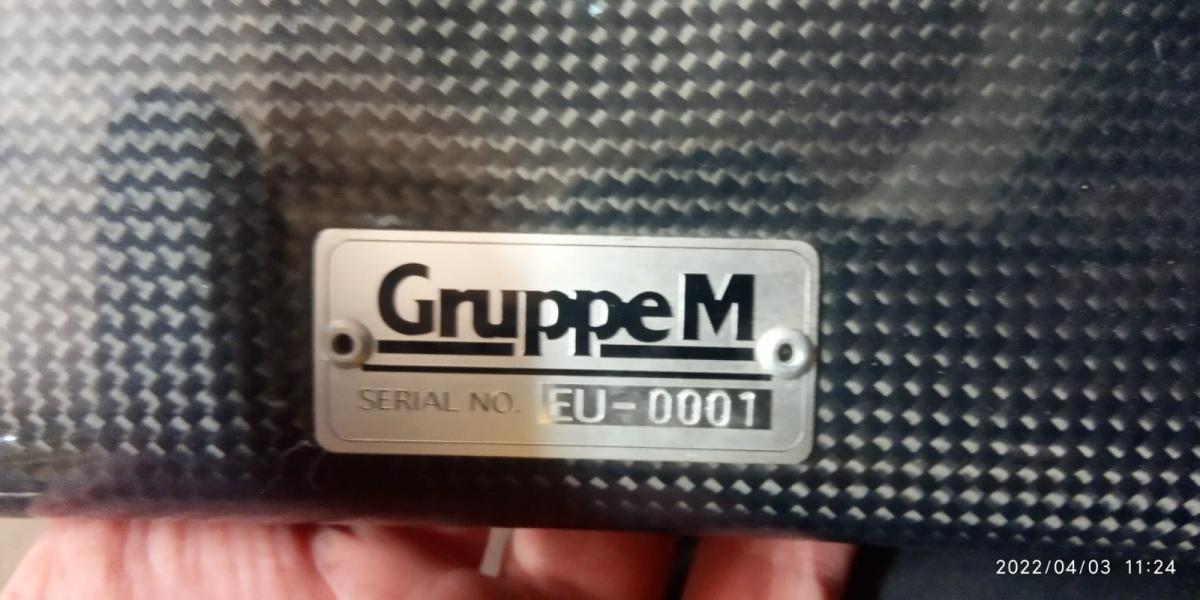 GruppeM
SERIAL NO. EU-0001
2022/04/03 11:24